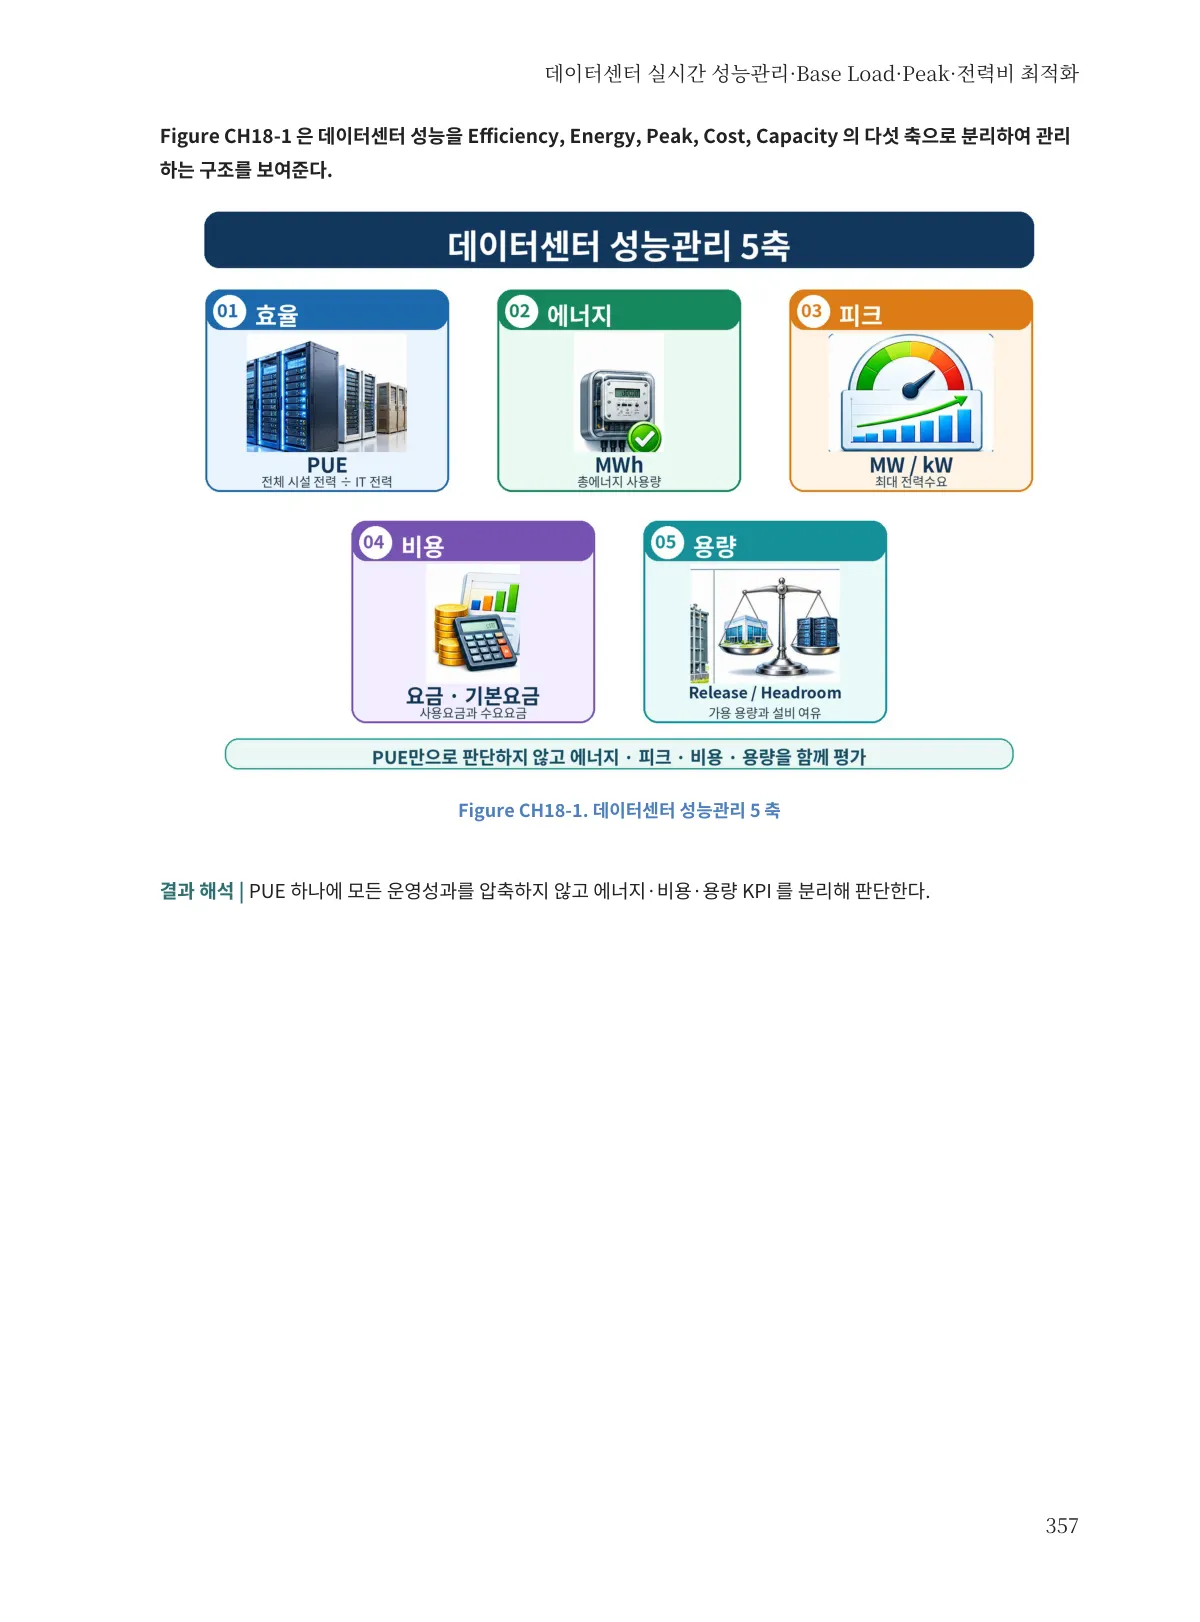 데이터센터 실시간 성능관리·Base Load·Peak·전력비 최적화
Figure CH18-1 은 데이터센터 성능을 Efficiency, Energy, Peak, Cost, Capacity 의 다섯 축으로 분리하여 관리
하는 구조를 보여준다.
데이터센터 성능관리 5축
01 효율
PUE
전체 시설 전력 ÷ IT 전력
02 에너지
MWh
총에너지 사용량
03 피크
MW / kW
최대 전력수요
04 비용
요금 · 기본요금
사용요금과 수요요금
05 용량
Release / Headroom
가용 용량과 설비 여유
PUE만으로 판단하지 않고 에너지 · 피크 · 비용 · 용량을 함께 평가
Figure CH18-1. 데이터센터 성능관리 5 축
결과 해석 | PUE 하나에 모든 운영성과를 압축하지 않고 에너지·비용·용량 KPI 를 분리해 판단한다.
357